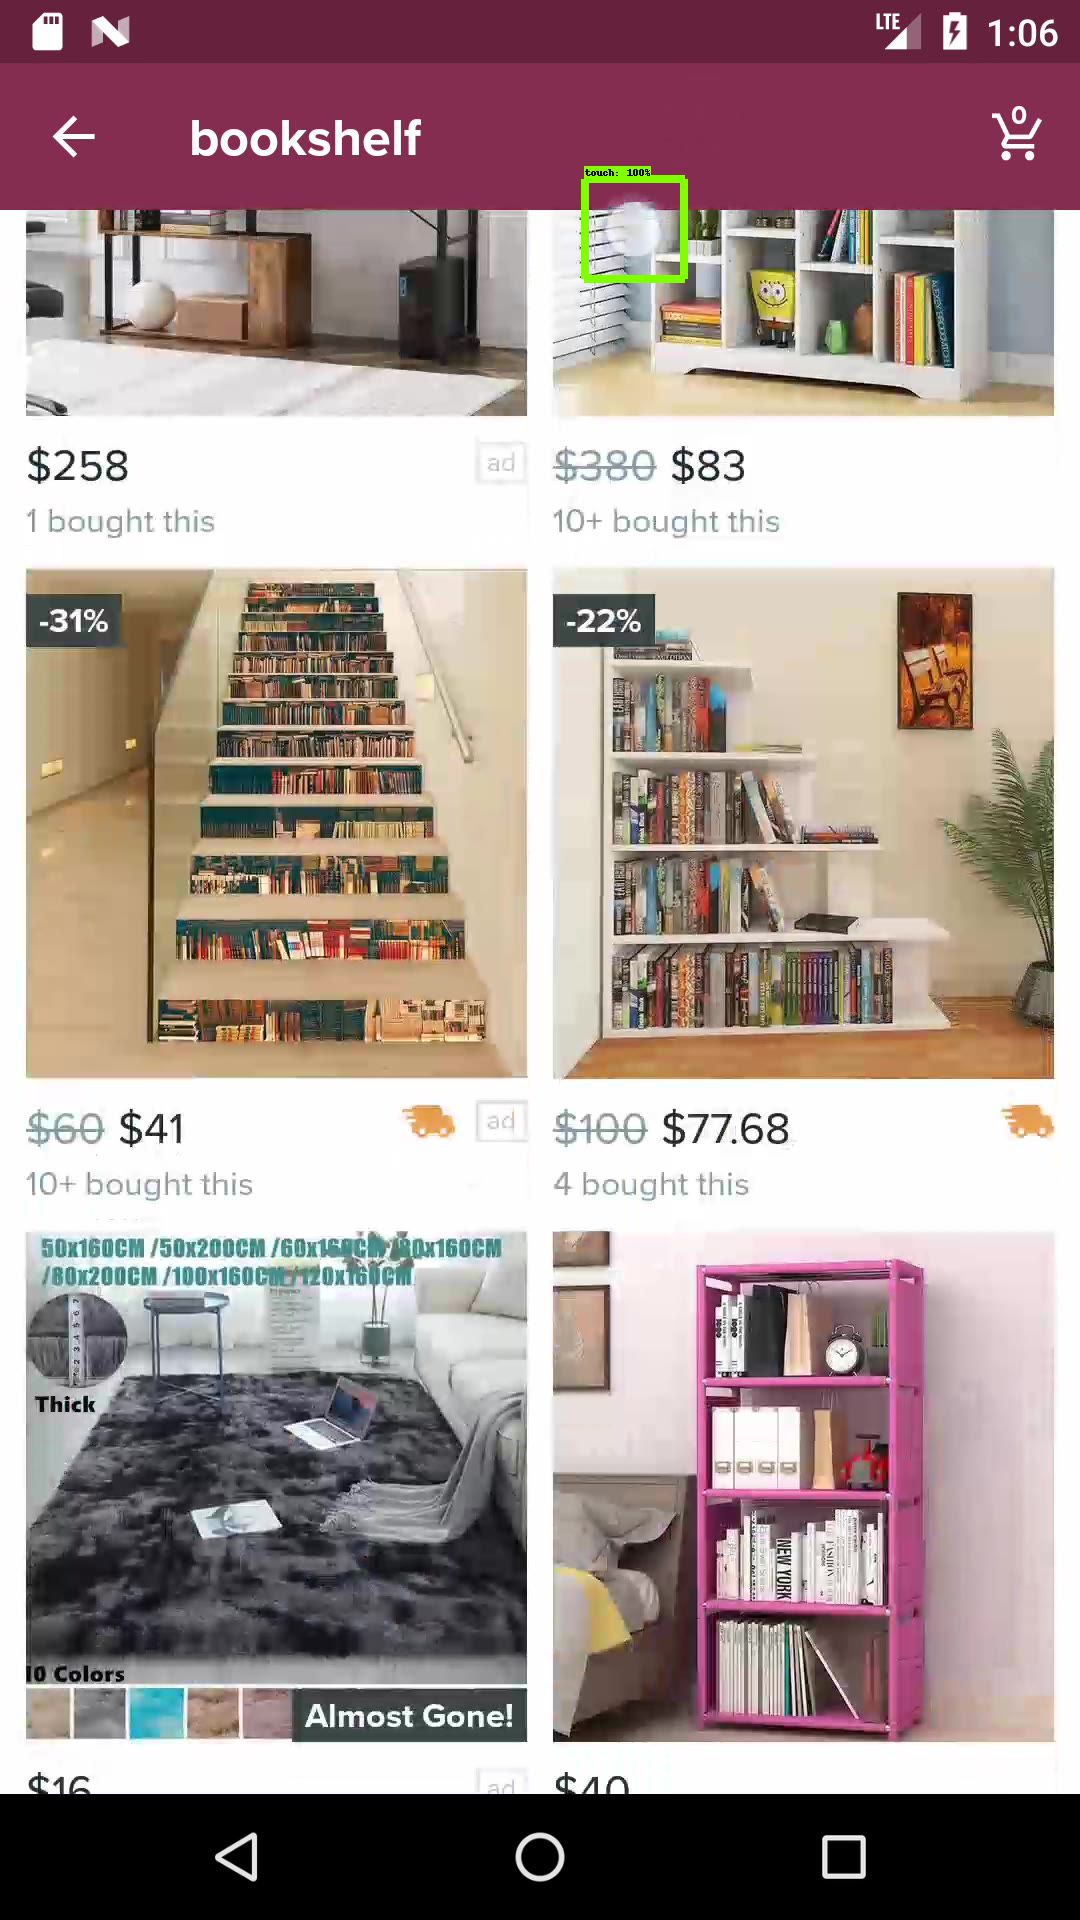 LTE 1:06
bookshelf
0
touch: 100%
$258 ad
1 bought this
$380 $83
10+ bought this
-31%
-22%
$60 $41 ad
10+ bought this
$100 $77.68
4 bought this
50x160CM /50x200CM /60x160CM /80x160CM
/80x200CM /100x160CM /120x160CM
Thick
NEW YORK
10 Colors
Almost Gone!
$16 ad
$40